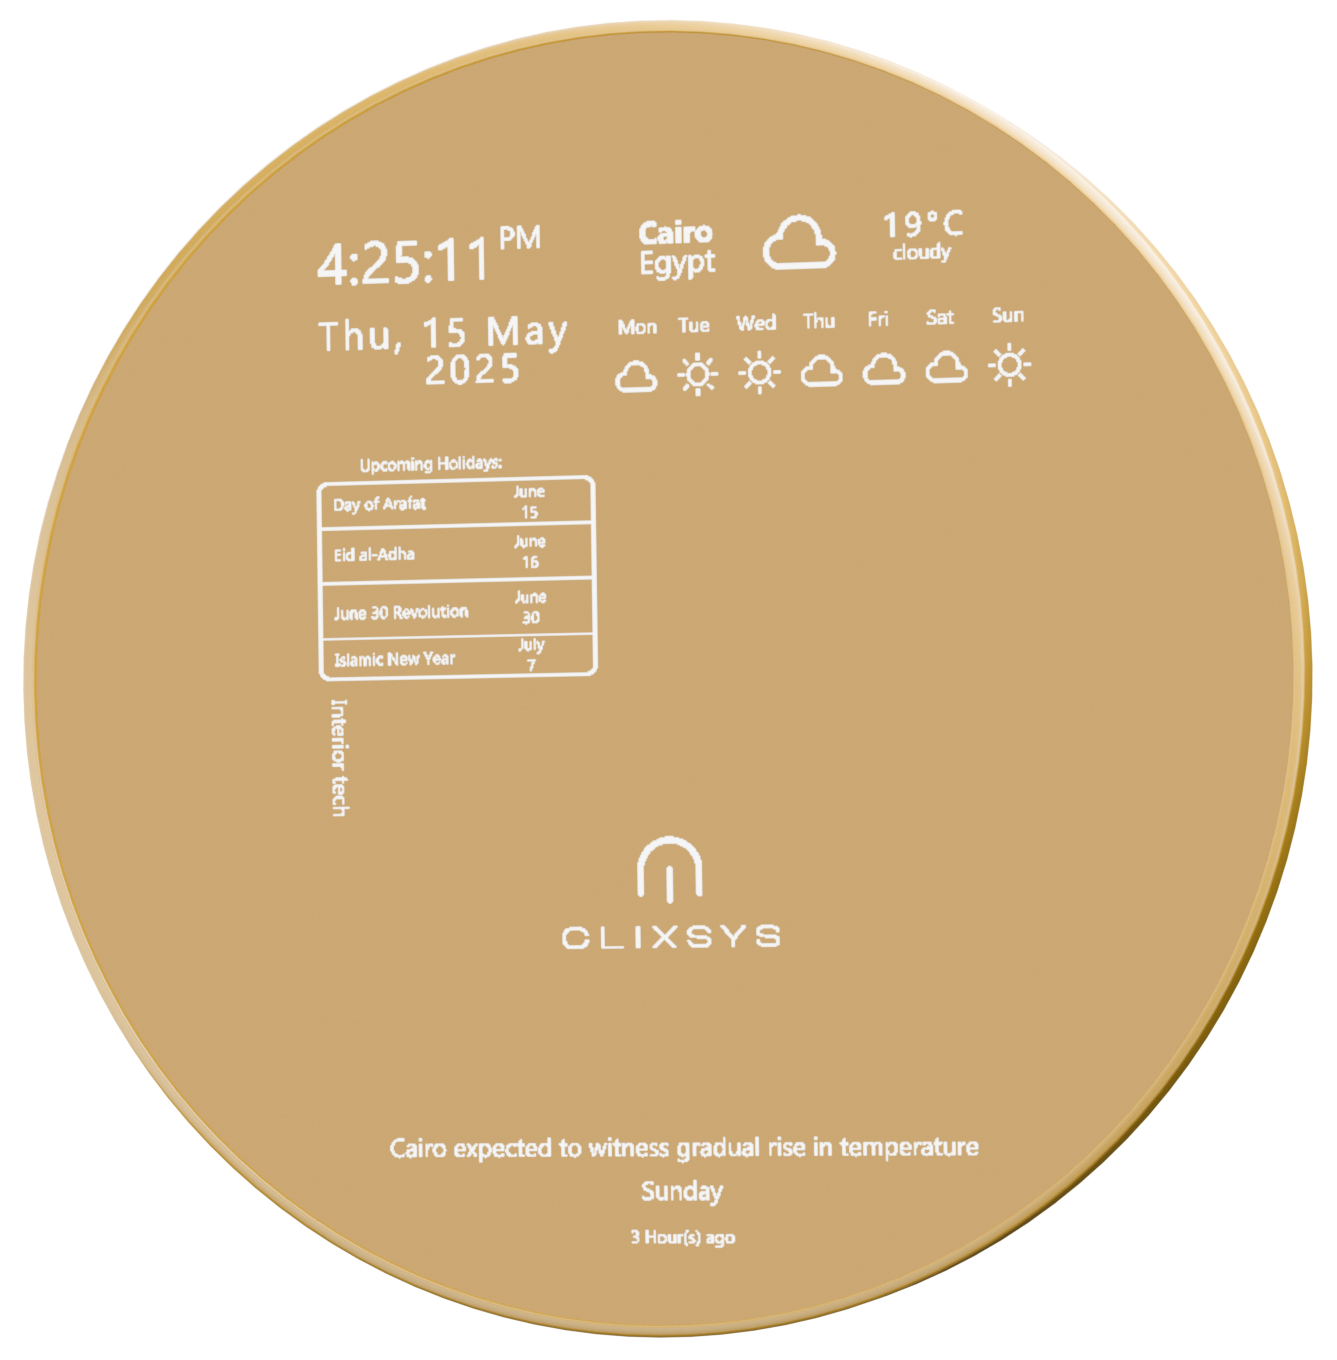 4:25:11 PM
Thu, 15 May
2025
Cairo
Egypt
19°C
cloudy
Mon Tue Wed Thu Fri Sat Sun
Upcoming Holidays:
Day of Arafat June 15
Eid al-Adha June 16
June 30 Revolution June 30
Islamic New Year July 7
Interior tech
CLIXSYS
Cairo expected to witness gradual rise in temperature
Sunday
3 Hour(s) ago